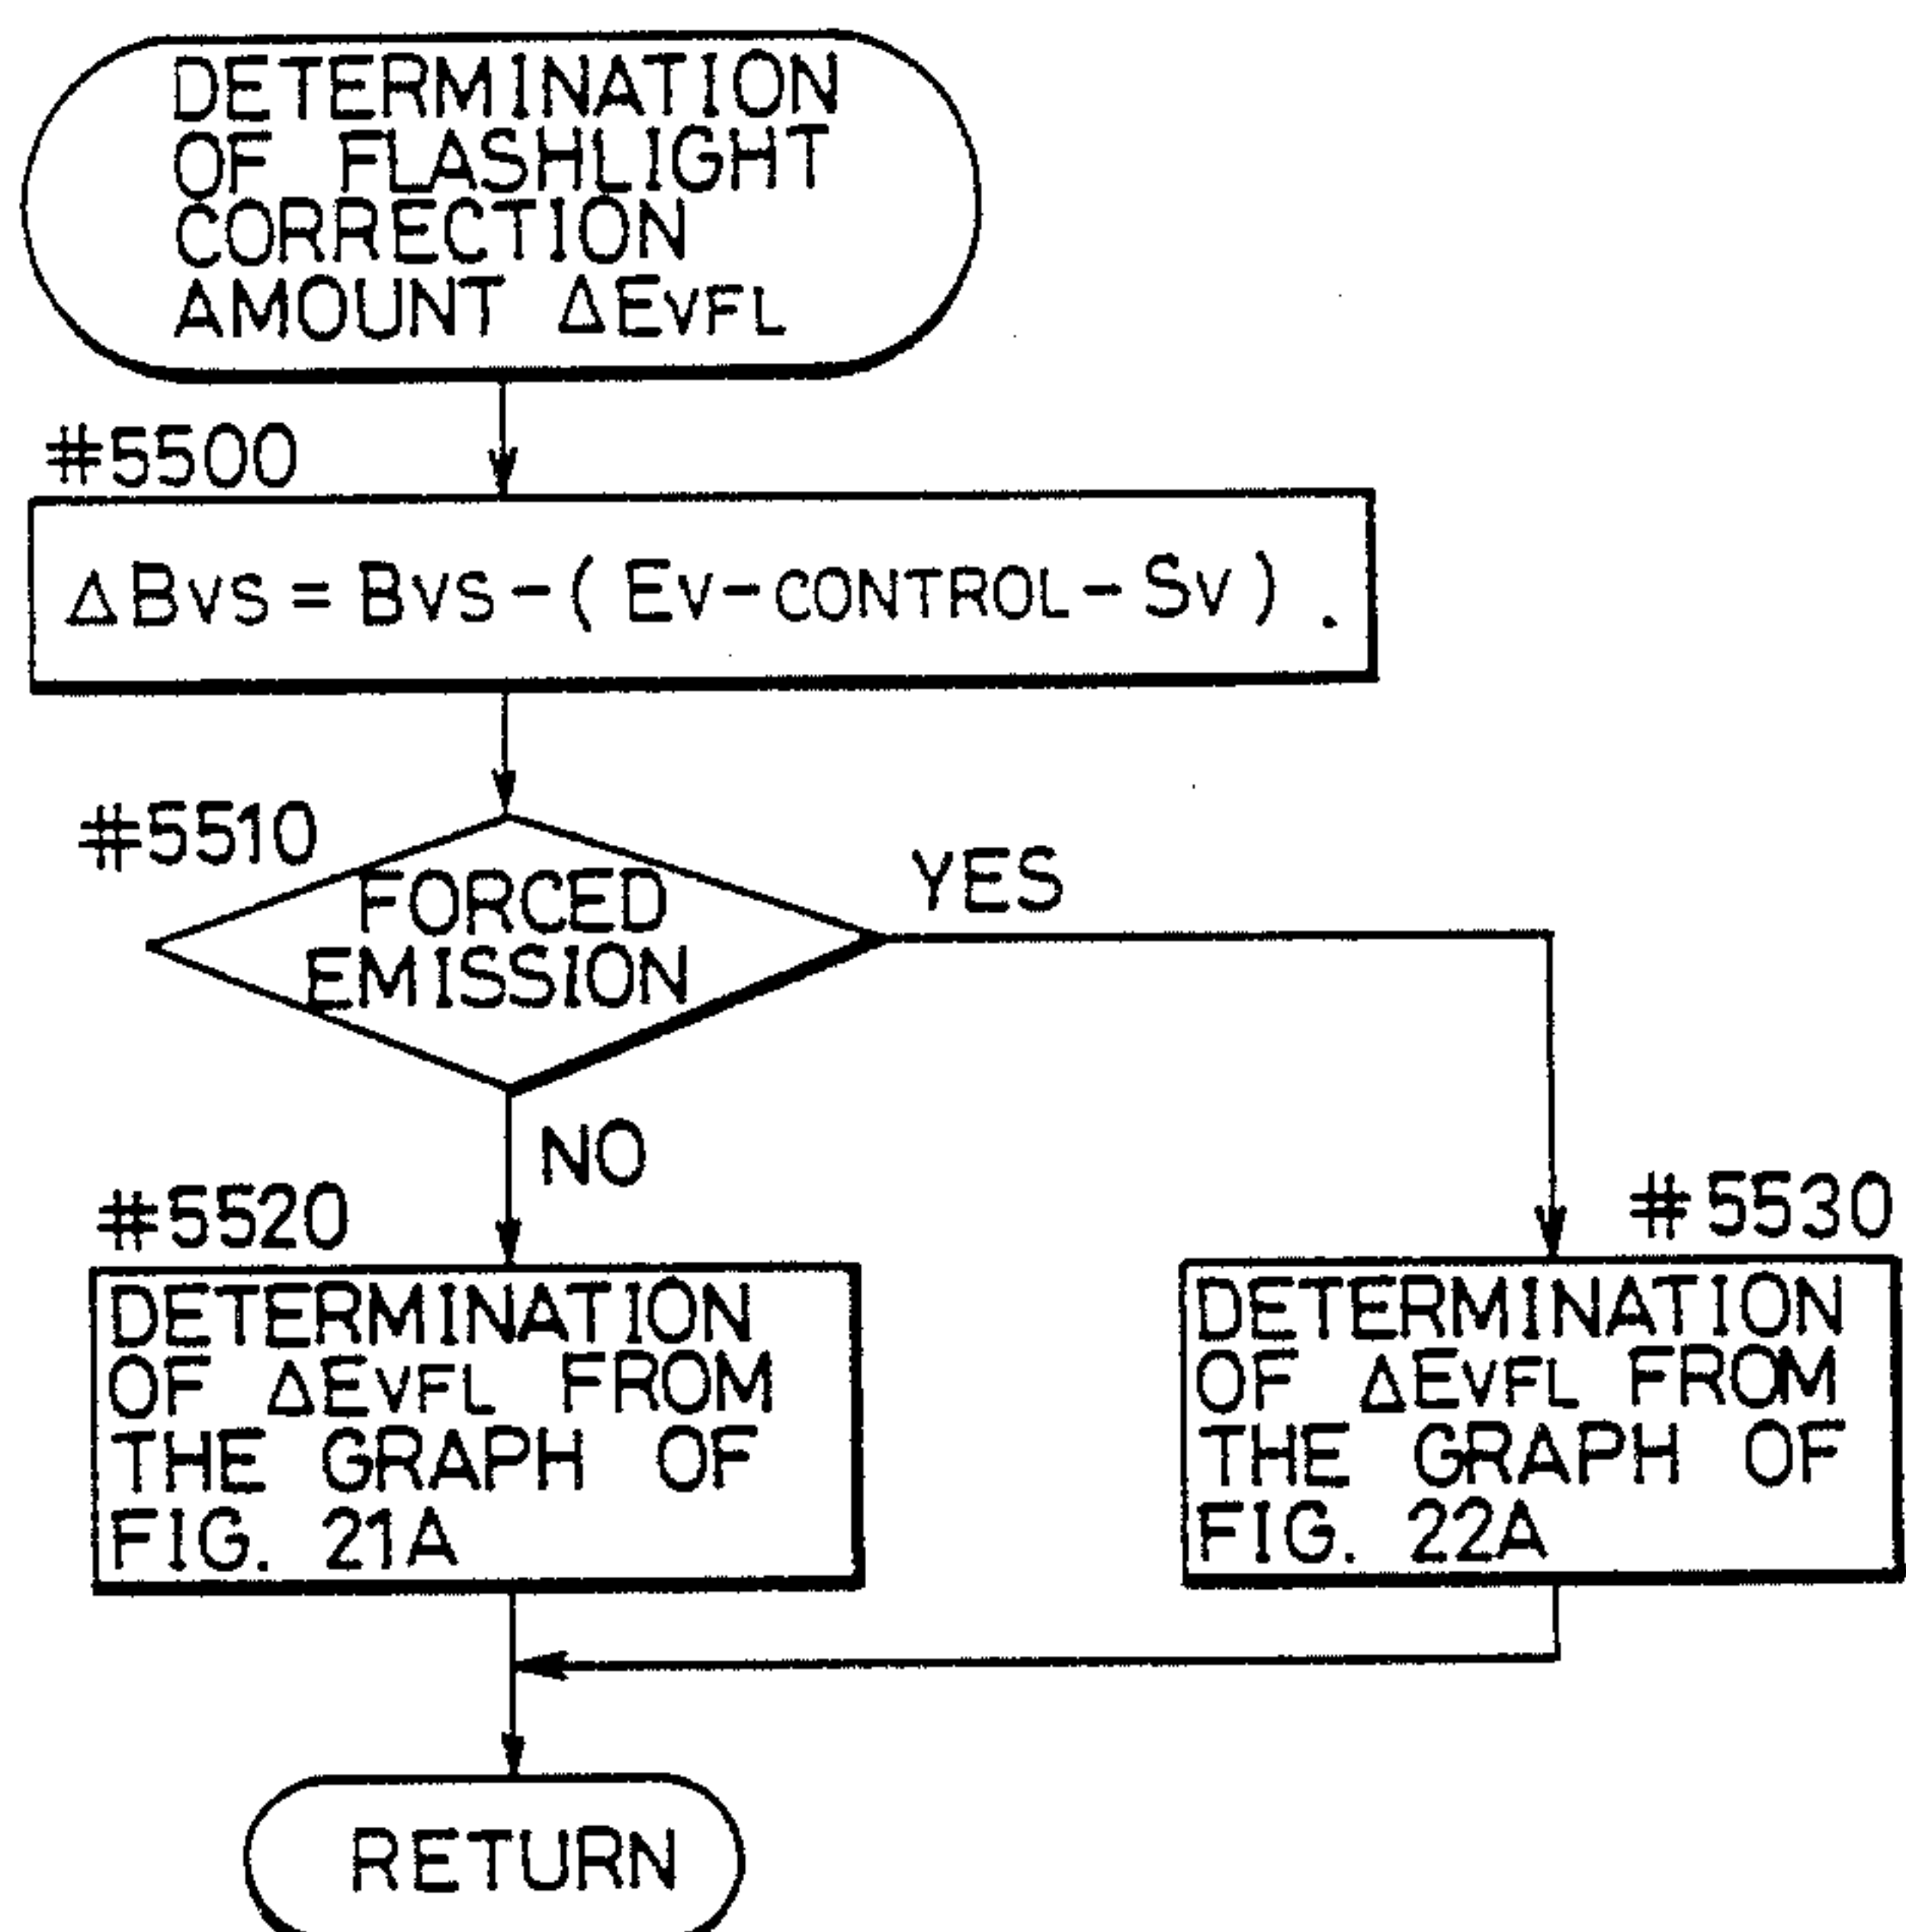 DETERMINATION
OF FLASHLIGHT
CORRECTION
AMOUNT ΔEVFL
#5500
ΔBVS = BVS - ( EV-CONTROL - SV ) .
#5510
FORCED
EMISSION
YES
NO
#5520
DETERMINATION
OF ΔEVFL FROM
THE GRAPH OF
FIG. 21A
#5530
DETERMINATION
OF ΔEVFL FROM
THE GRAPH OF
FIG. 22A
RETURN